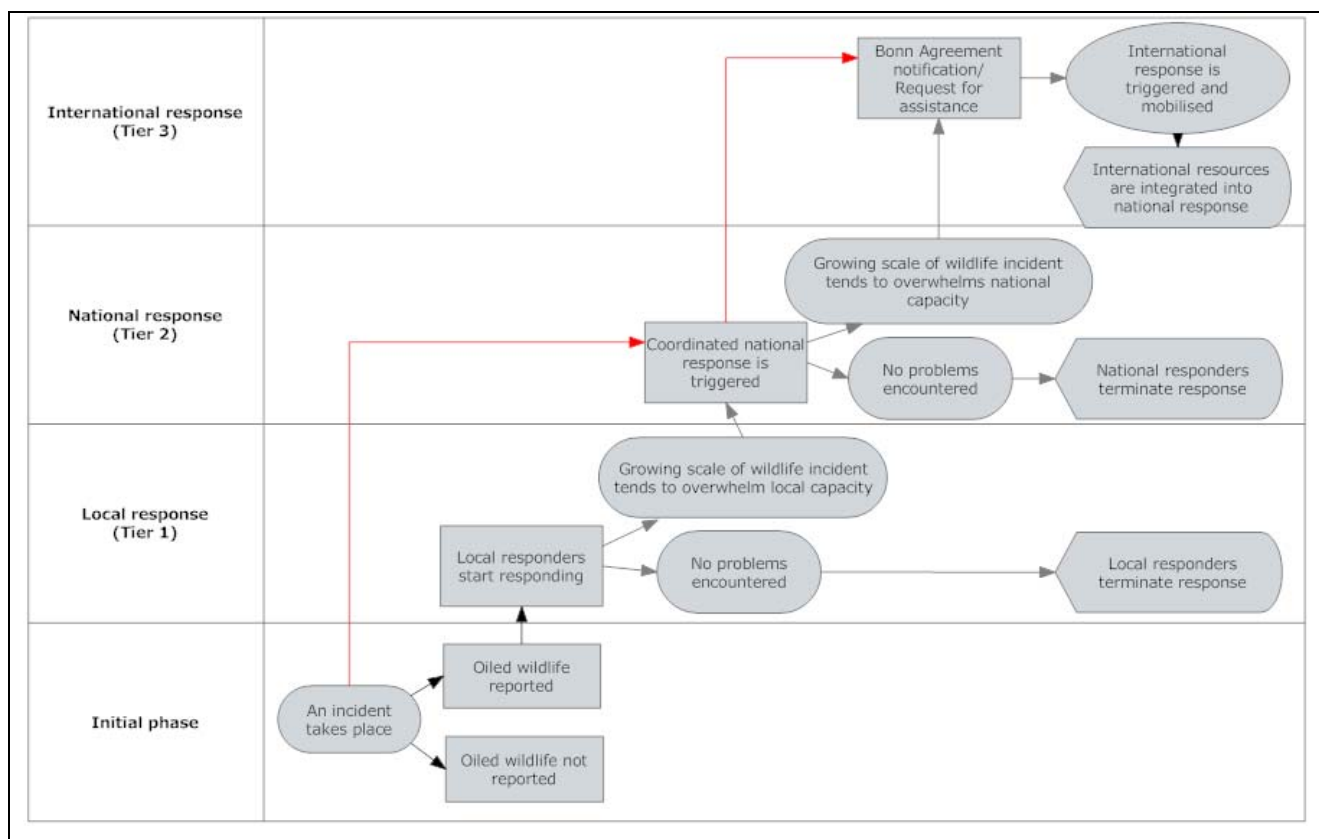 International response
(Tier 3)
Bonn Agreement
notification/
Request for
assistance
International
response is
triggered and
mobilised
International resources
are integrated into
national response
National response
(Tier 2)
Growing scale of wildlife incident
tends to overwhelms national
capacity
Coordinated national
response is
triggered
No problems
encountered
National responders
terminate response
Local response
(Tier 1)
Growing scale of wildlife incident
tends to overwhelm local capacity
Local responders
start responding
No problems
encountered
Local responders
terminate response
Initial phase
An incident
takes place
Oiled wildlife
reported
Oiled wildlife not
reported